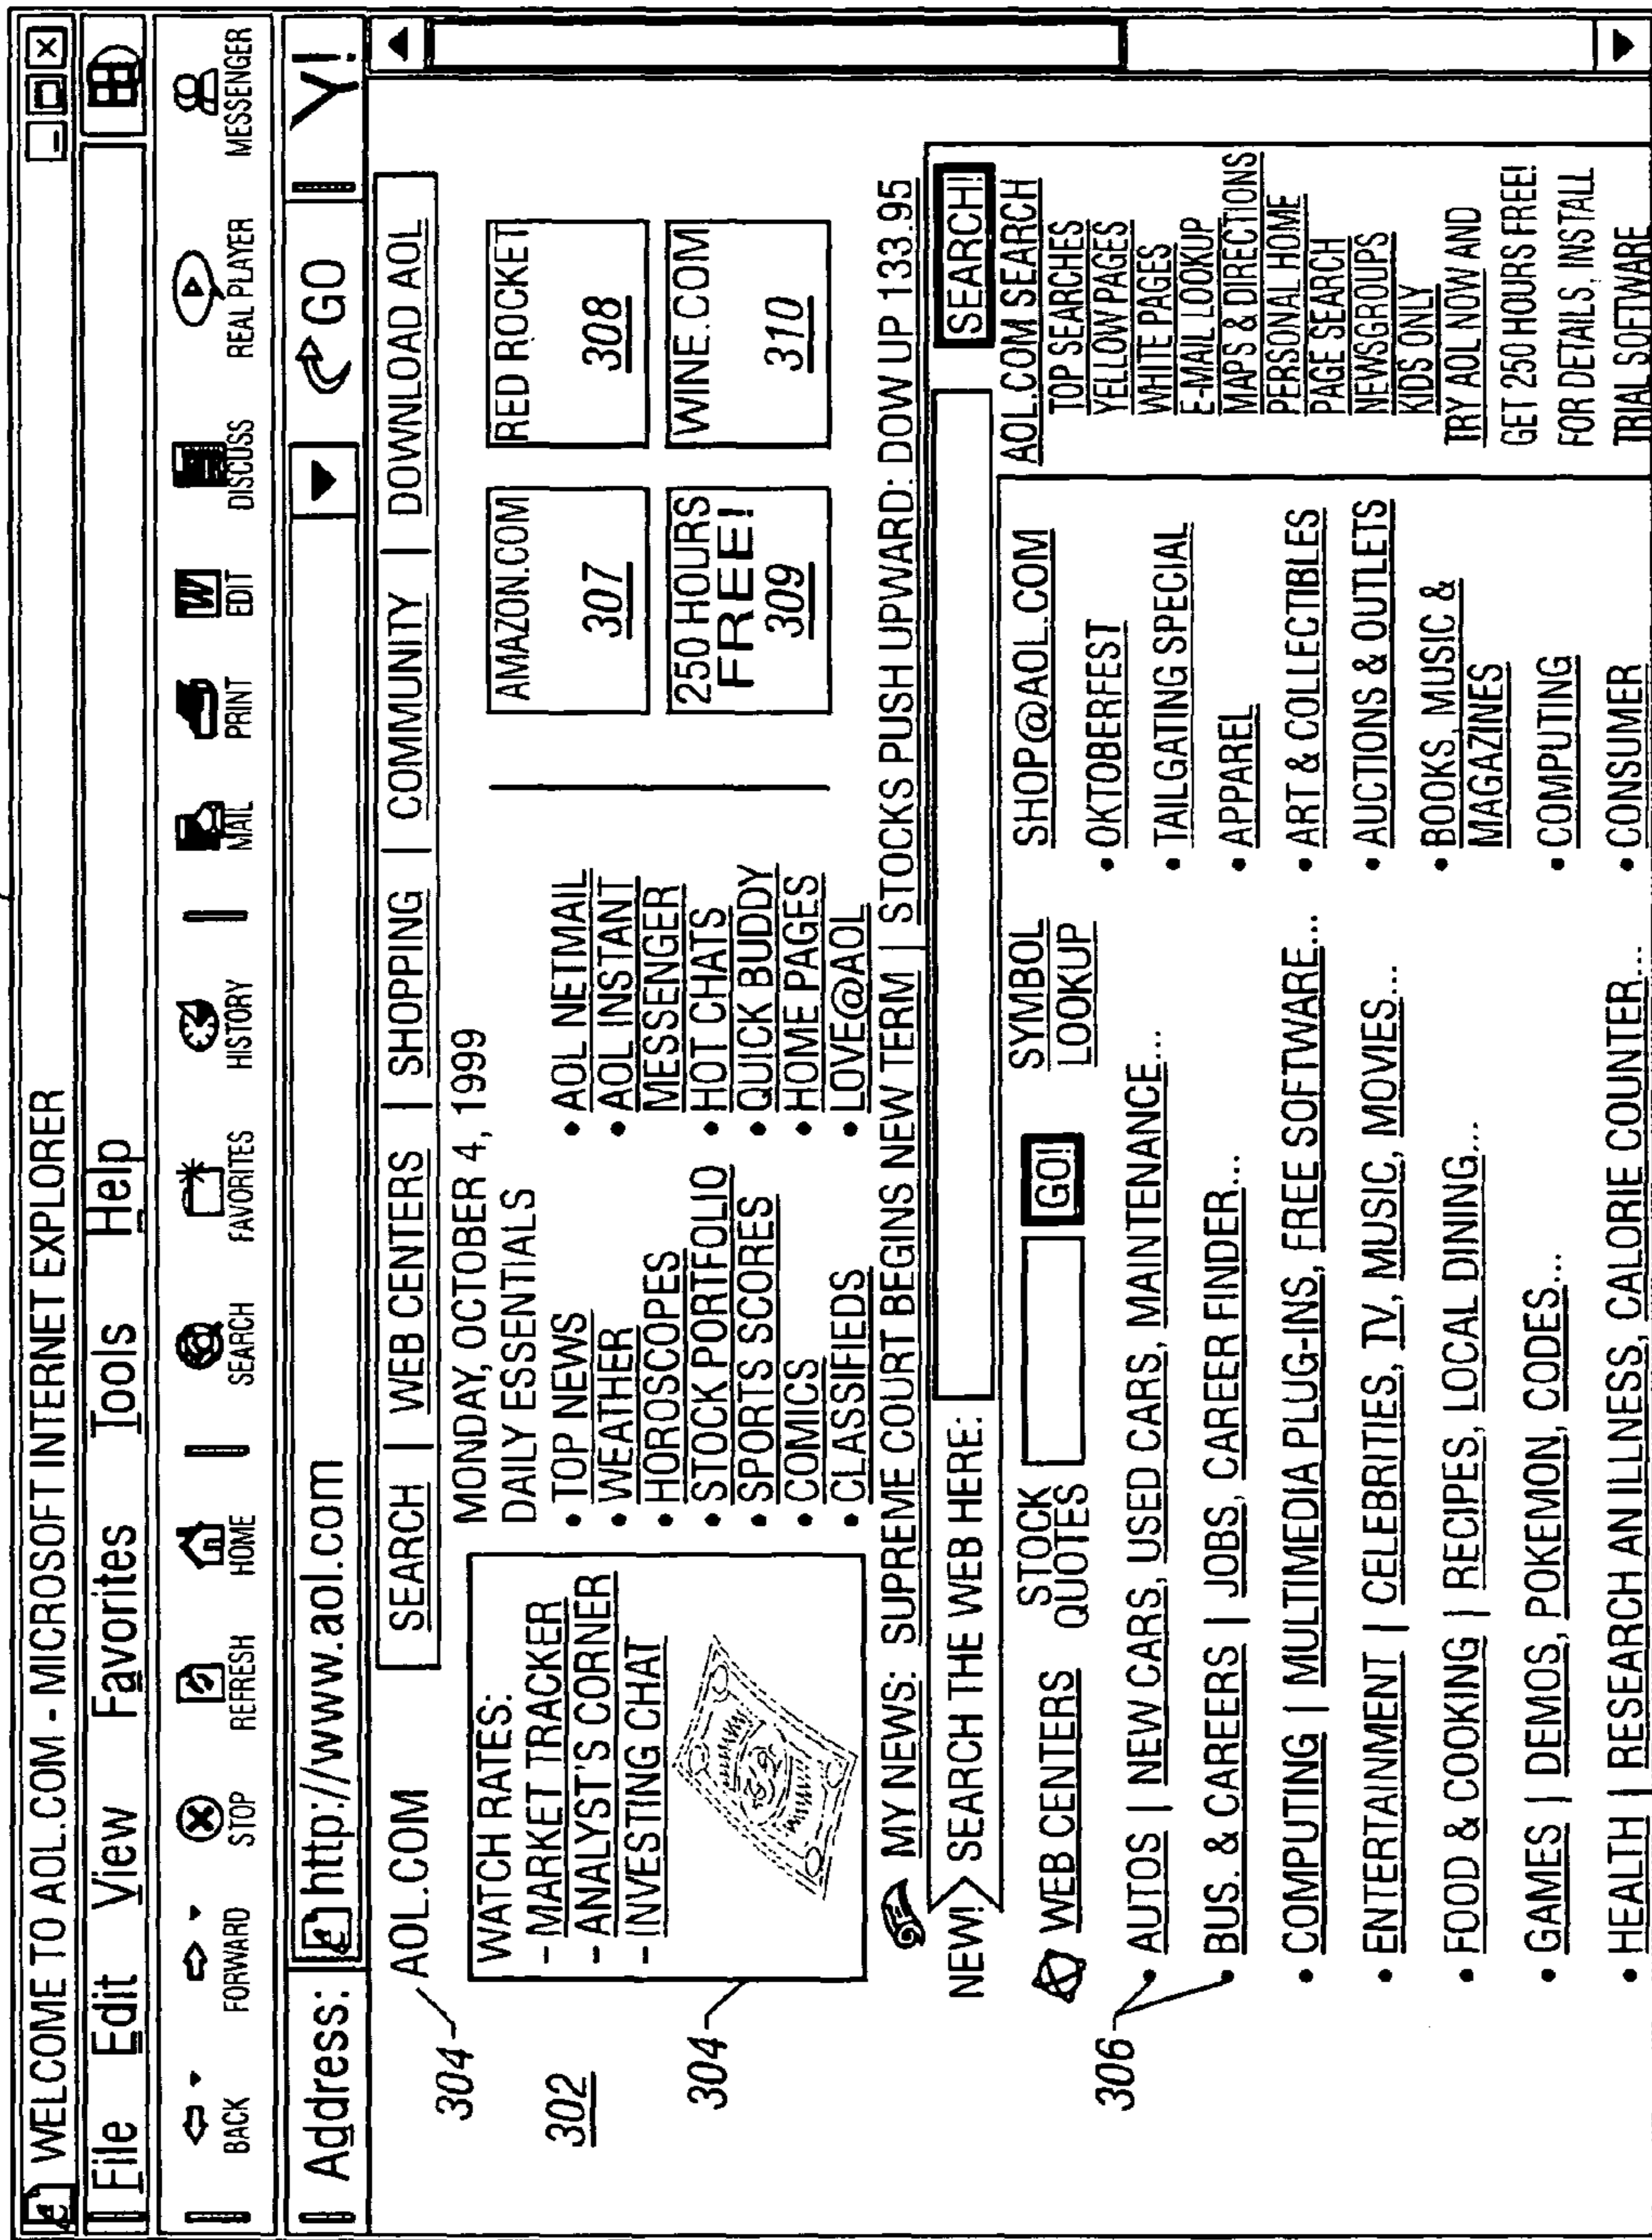 WELCOME TO AOL.COM - MICROSOFT INTERNET EXPLORER
File Edit View Favorites Tools Help
BACK FORWARD STOP REFRESH HOME SEARCH FAVORITES HISTORY MAIL PRINT EDIT DISCUSS REAL PLAYER MESSENGER
Address: http://www.aol.com GO Y!
304 AOL.COM
SEARCH | WEB CENTERS | SHOPPING | COMMUNITY | DOWNLOAD AOL
302
304
WATCH RATES:
- MARKET TRACKER
- ANALYST'S CORNER
- INVESTING CHAT
$
MONDAY, OCTOBER 4, 1999
DAILY ESSENTIALS
• TOP NEWS
• WEATHER
• HOROSCOPES
• STOCK PORTFOLIO
• SPORTS SCORES
• COMICS
• CLASSIFIEDS
• AOL NETMAIL
• AOL INSTANT
MESSENGER
• HOT CHATS
• QUICK BUDDY
• HOME PAGES
• LOVE@AOL
AMAZON.COM
307
RED ROCKET
308
250 HOURS
FREE!
309
WINE.COM
310
MY NEWS: SUPREME COURT BEGINS NEW TERM | STOCKS PUSH UPWARD: DOW UP 133.95
NEW! SEARCH THE WEB HERE: SEARCH!
WEB CENTERS
STOCK
QUOTES
GO!
SYMBOL
LOOKUP
306
• AUTOS | NEW CARS, USED CARS, MAINTENANCE...
• BUS. & CAREERS | JOBS, CAREER FINDER...
• COMPUTING | MULTIMEDIA PLUG-INS, FREE SOFTWARE...
• ENTERTAINMENT | CELEBRITIES, TV, MUSIC, MOVIES...
• FOOD & COOKING | RECIPES, LOCAL DINING...
• GAMES | DEMOS, POKEMON, CODES...
• HEALTH | RESEARCH AN ILLNESS, CALORIE COUNTER...
SHOP@AOL.COM
• OKTOBERFEST
• TAILGATING SPECIAL
• APPAREL
• ART & COLLECTIBLES
• AUCTIONS & OUTLETS
• BOOKS, MUSIC &
MAGAZINES
• COMPUTING
• CONSUMER
AOL.COM SEARCH
TOP SEARCHES
YELLOW PAGES
WHITE PAGES
E-MAIL LOOKUP
MAPS & DIRECTIONS
PERSONAL HOME
PAGE SEARCH
NEWSGROUPS
KIDS ONLY
TRY AOL NOW AND
GET 250 HOURS FREE!
FOR DETAILS, INSTALL
TRIAL SOFTWARE